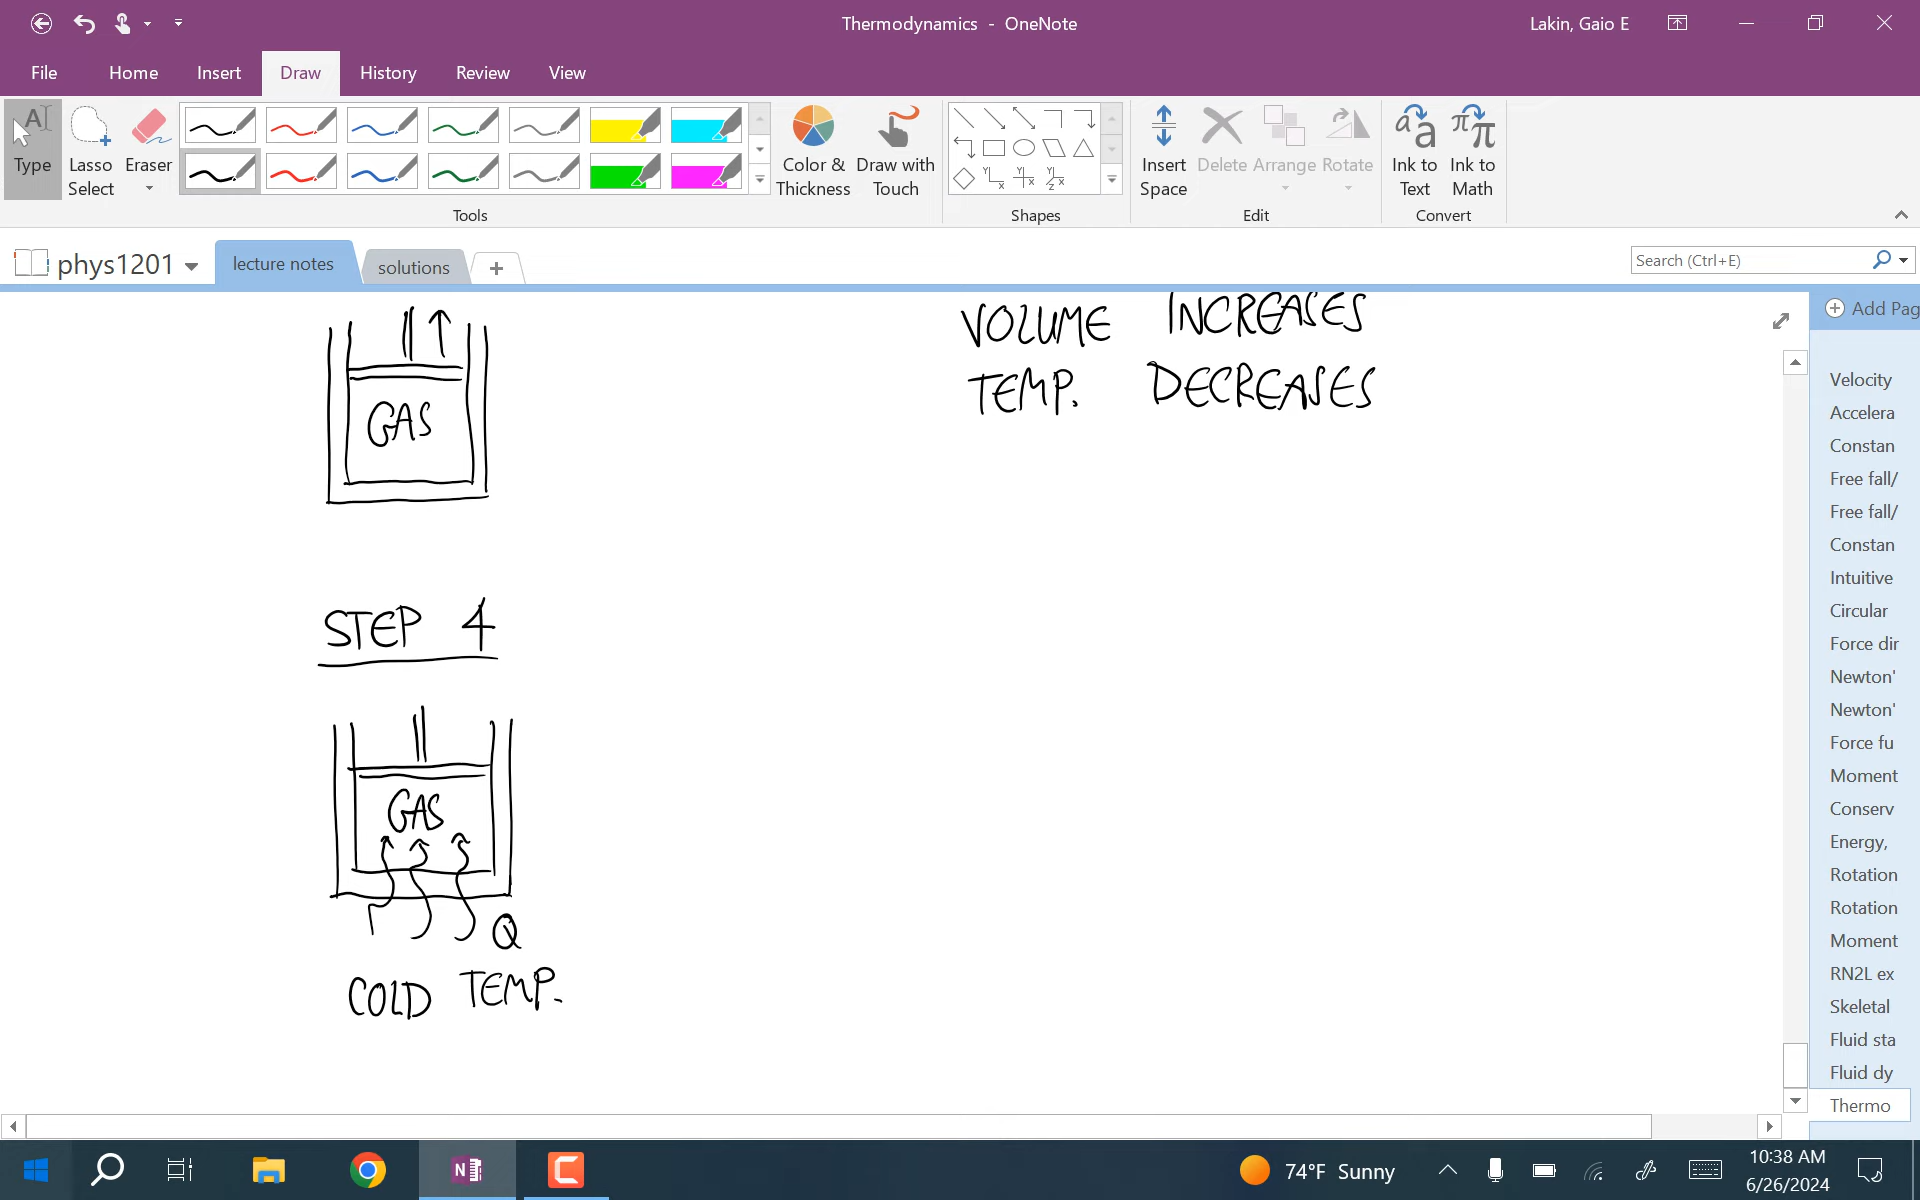 Thermodynamics - OneNote
Lakin, Gaio E
File Home Insert Draw History Review View
Type
Lasso Select
Eraser
Color & Thickness
Draw with Touch
Insert Space
Delete
Arrange
Rotate
Ink to Text
Ink to Math
Tools
Shapes
Edit
Convert
phys1201
lecture notes
solutions
Search (Ctrl+E)
VOLUME INCREASES
TEMP. DECREASES
GAS
STEP 4
GAS
Q
COLD TEMP.
Add Pag
Velocity
Accelera
Constan
Free fall/
Free fall/
Constan
Intuitive
Circular
Force dir
Newton'
Newton'
Force fu
Moment
Conserv
Energy,
Rotation
Rotation
Moment
RN2L ex
Skeletal
Fluid sta
Fluid dy
Thermo
74°F Sunny
10:38 AM
6/26/2024